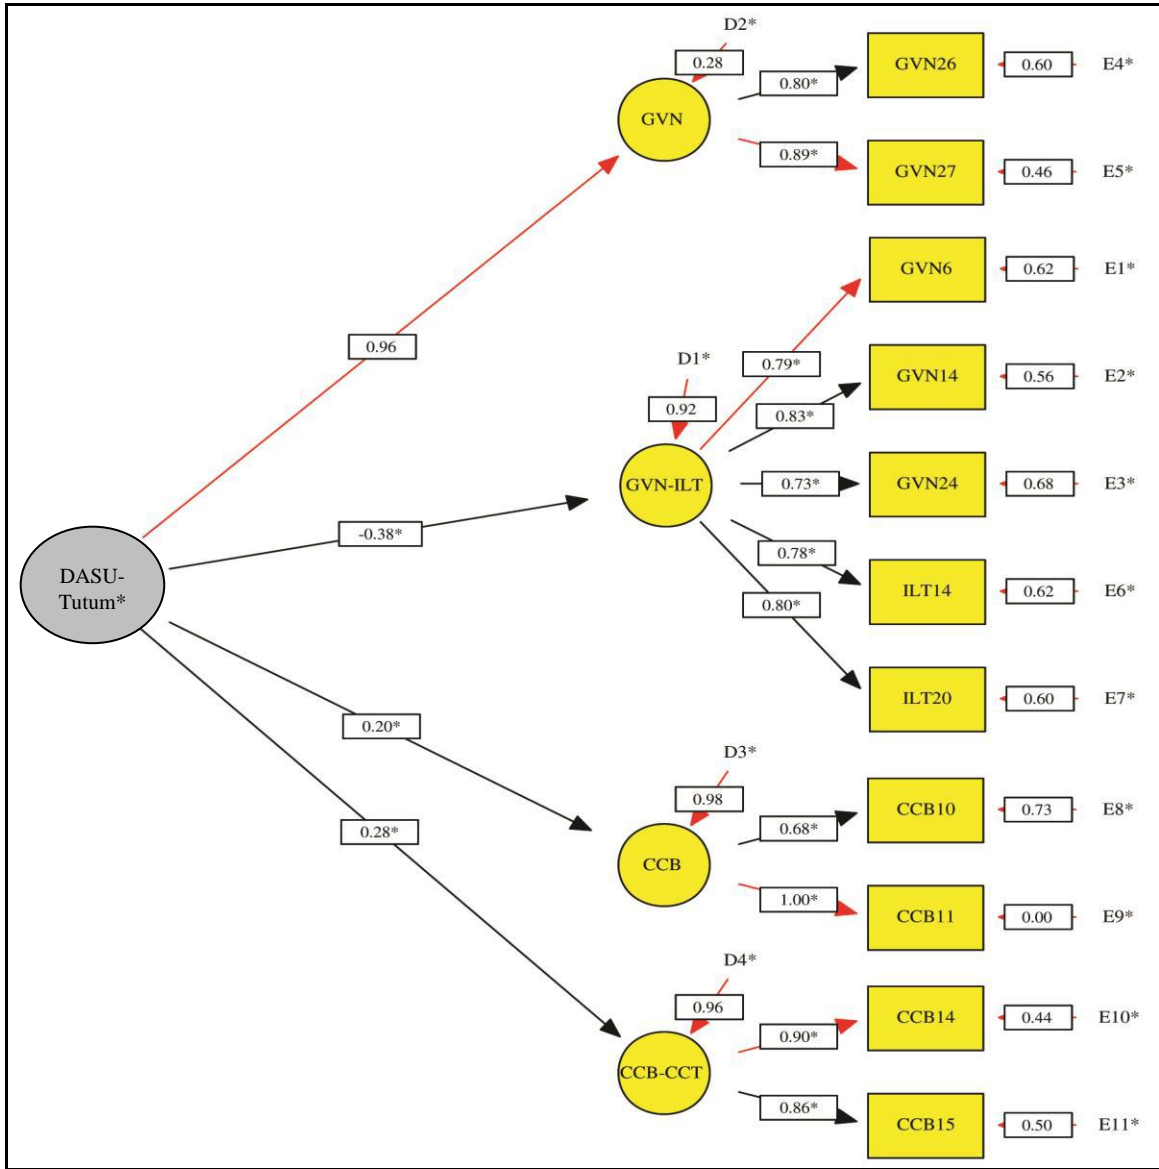 D2*
0.28
GVN
0.80*
GVN26
0.60
E4*
0.89*
GVN27
0.46
E5*
0.96
GVN6
0.62
E1*
D1*
0.92
0.79*
GVN-ILT
0.83*
GVN14
0.56
E2*
0.73*
GVN24
0.68
E3*
-0.38*
0.78*
ILT14
0.62
E6*
DASU-
Tutum*
0.80*
ILT20
0.60
E7*
0.20*
D3*
0.98
CCB
0.68*
CCB10
0.73
E8*
1.00*
CCB11
0.00
E9*
0.28*
D4*
0.96
CCB-CCT
0.90*
CCB14
0.44
E10*
0.86*
CCB15
0.50
E11*